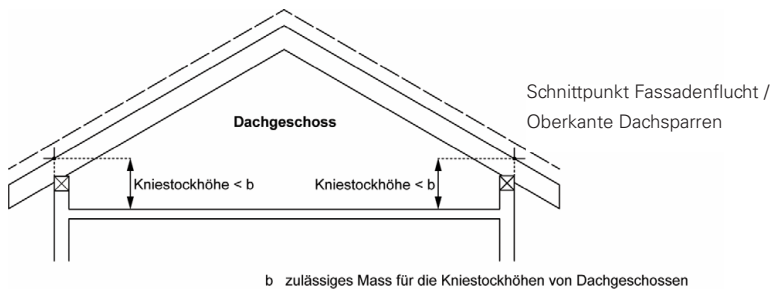 Schnittpunkt Fassadenflucht /
Oberkante Dachsparren
Dachgeschoss
Kniestockhöhe < b
Kniestockhöhe < b
b zulässiges Mass für die Kniestockhöhen von Dachgeschossen